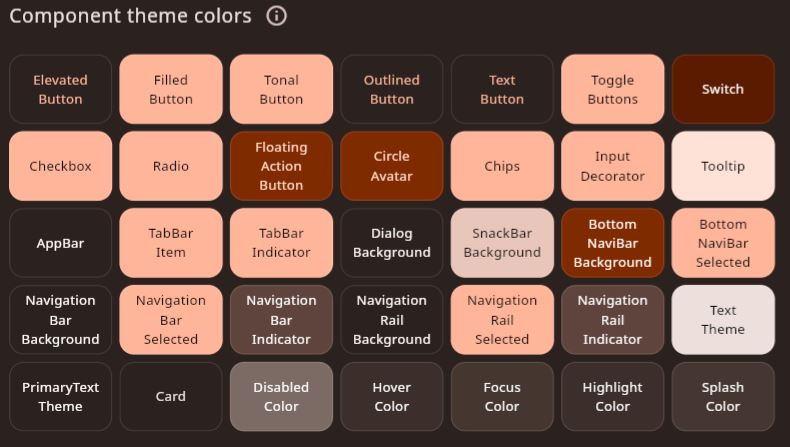 Component theme colors
Elevated
Button
Filled
Button
Tonal
Button
Outlined
Button
Text
Button
Toggle
Buttons
Switch
Checkbox
Radio
Floating
Action
Button
Circle
Avatar
Chips
Input
Decorator
Tooltip
AppBar
TabBar
Item
TabBar
Indicator
Dialog
Background
SnackBar
Background
Bottom
NaviBar
Background
Bottom
NaviBar
Selected
Navigation
Bar
Background
Navigation
Bar
Selected
Navigation
Bar
Indicator
Navigation
Rail
Background
Navigation
Rail
Selected
Navigation
Rail
Indicator
Text
Theme
PrimaryText
Theme
Card
Disabled
Color
Hover
Color
Focus
Color
Highlight
Color
Splash
Color